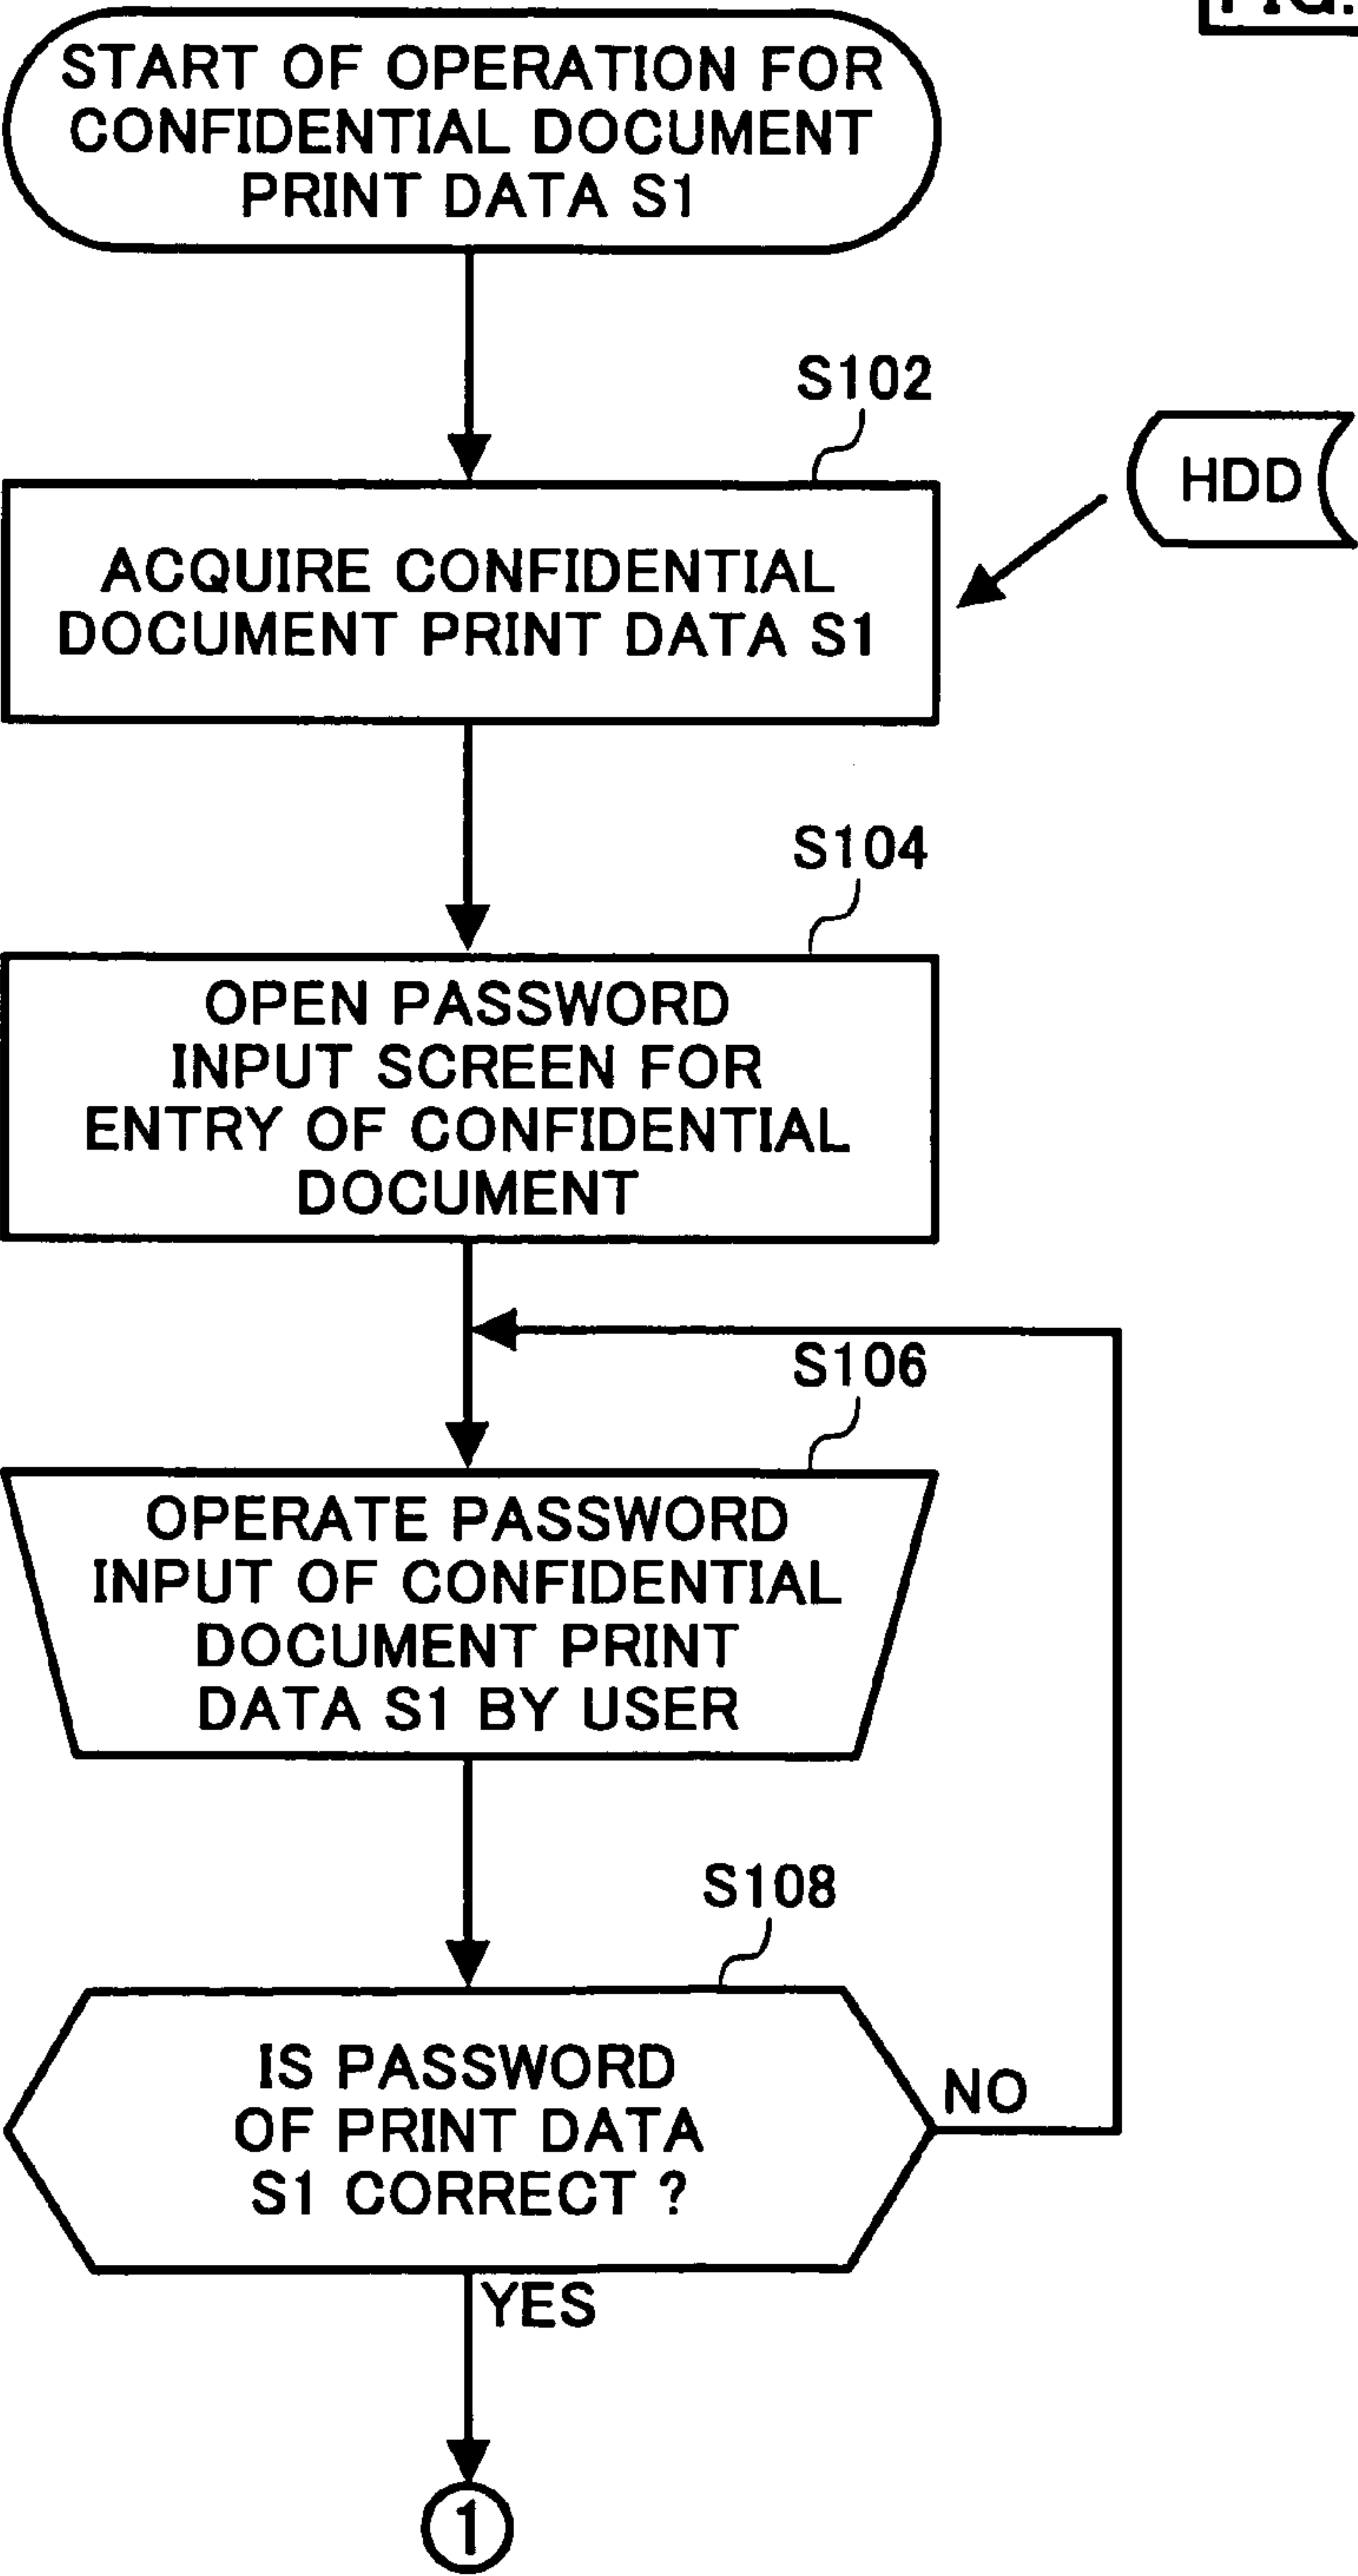 FIG.
START OF OPERATION FOR
CONFIDENTIAL DOCUMENT
PRINT DATA S1
S102
HDD
ACQUIRE CONFIDENTIAL
DOCUMENT PRINT DATA S1
S104
OPEN PASSWORD
INPUT SCREEN FOR
ENTRY OF CONFIDENTIAL
DOCUMENT
S106
OPERATE PASSWORD
INPUT OF CONFIDENTIAL
DOCUMENT PRINT
DATA S1 BY USER
S108
IS PASSWORD
OF PRINT DATA
S1 CORRECT ?
NO
YES
1